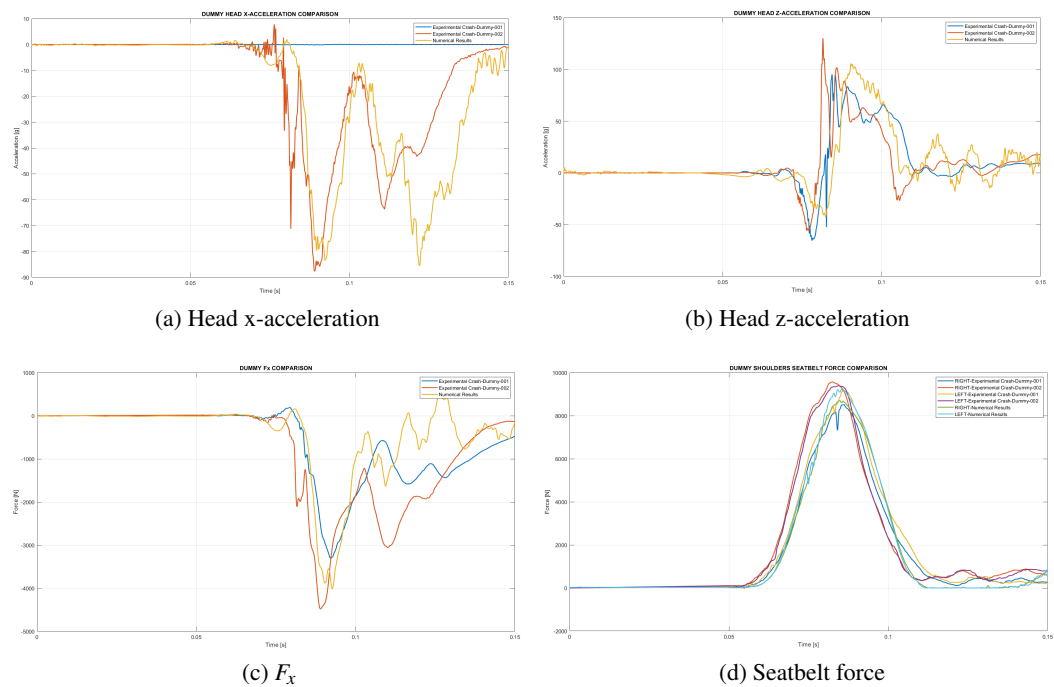 DUMMY HEAD X-ACCELERATION COMPARISON
Experimental Crash-Dummy-001
Experimental Crash-Dummy-002
Numerical Results
10
0
-10
-20
-30
-40
-50
-60
-70
-80
-90
Acceleration [g]
0
0.05
0.1
0.15
Time [s]
(a) Head x-acceleration
DUMMY HEAD Z-ACCELERATION COMPARISON
Experimental Crash-Dummy-001
Experimental Crash-Dummy-002
Numerical Results
150
100
50
0
-50
-100
Acceleration [g]
0
0.05
0.1
0.15
Time [s]
(b) Head z-acceleration
DUMMY Fx COMPARISON
Experimental Crash-Dummy-001
Experimental Crash-Dummy-002
Numerical Results
1000
0
-1000
-2000
-3000
-4000
-5000
Force [N]
0
0.05
0.1
0.15
Time [s]
(c) Fx
DUMMY SHOULDERS SEATBELT FORCE COMPARISON
RIGHT-Experimental Crash-Dummy-001
RIGHT-Experimental Crash-Dummy-002
LEFT-Experimental Crash-Dummy-001
LEFT-Experimental Crash-Dummy-002
RIGHT-Numerical Results
LEFT-Numerical Results
10000
8000
6000
4000
2000
0
-2000
Force [N]
0
0.05
0.1
0.15
Time [s]
(d) Seatbelt force